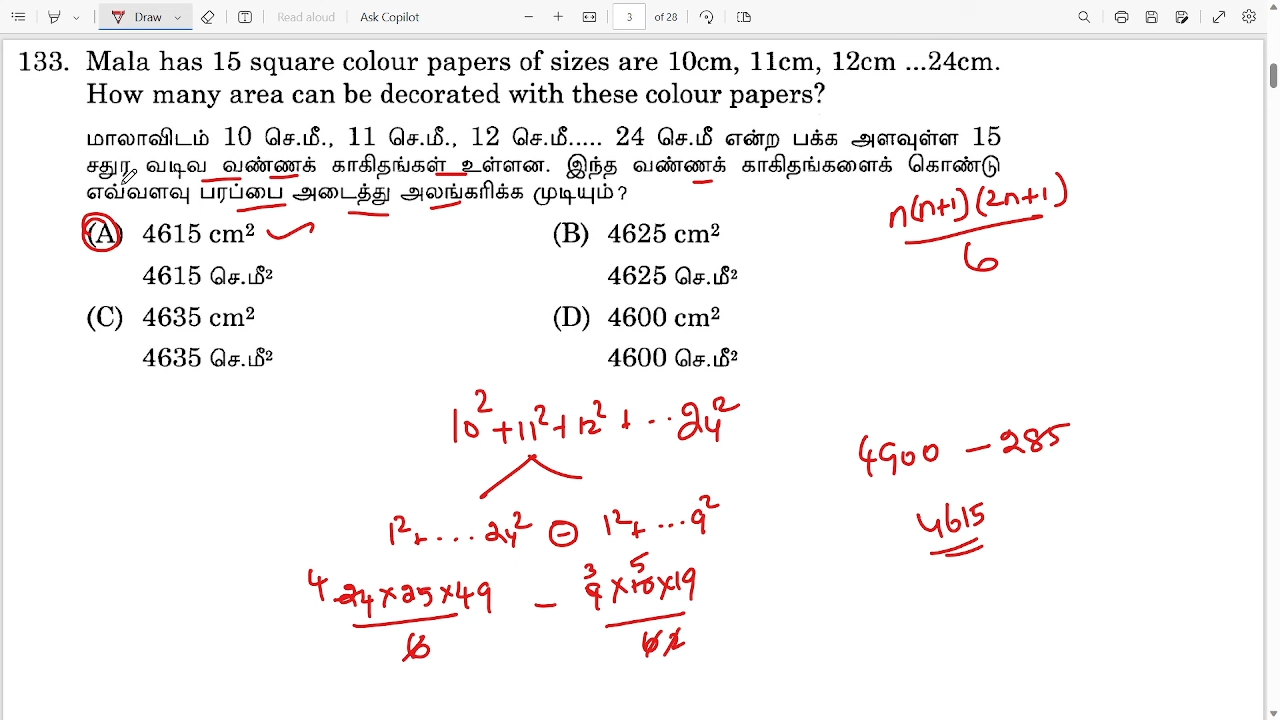 Draw Read aloud Ask Copilot 3 of 28
133. Mala has 15 square colour papers of sizes are 10cm, 11cm, 12cm ...24cm.
How many area can be decorated with these colour papers?
மாலாவிடம் 10 செ.மீ., 11 செ.மீ., 12 செ.மீ..... 24 செ.மீ என்ற பக்க அளவுள்ள 15
சதுர வடிவ வண்ணக் காகிதங்கள் உள்ளன. இந்த வண்ணக் காகிதங்களைக் கொண்டு
எவ்வளவு பரப்பை அடைத்து அலங்கரிக்க முடியும்?
n(n+1)(2n+1)
6
(A) 4615 cm² (B) 4625 cm²
4615 செ.மீ² 4625 செ.மீ²
(C) 4635 cm² (D) 4600 cm²
4635 செ.மீ² 4600 செ.மீ²
10² + 11² + 12² + ... 24²
4900 - 285
4615
1² + ... 24² - 1² + ... 9²
4 24 × 25 × 49 - 3 9 × 5 10 × 19
6 6 2